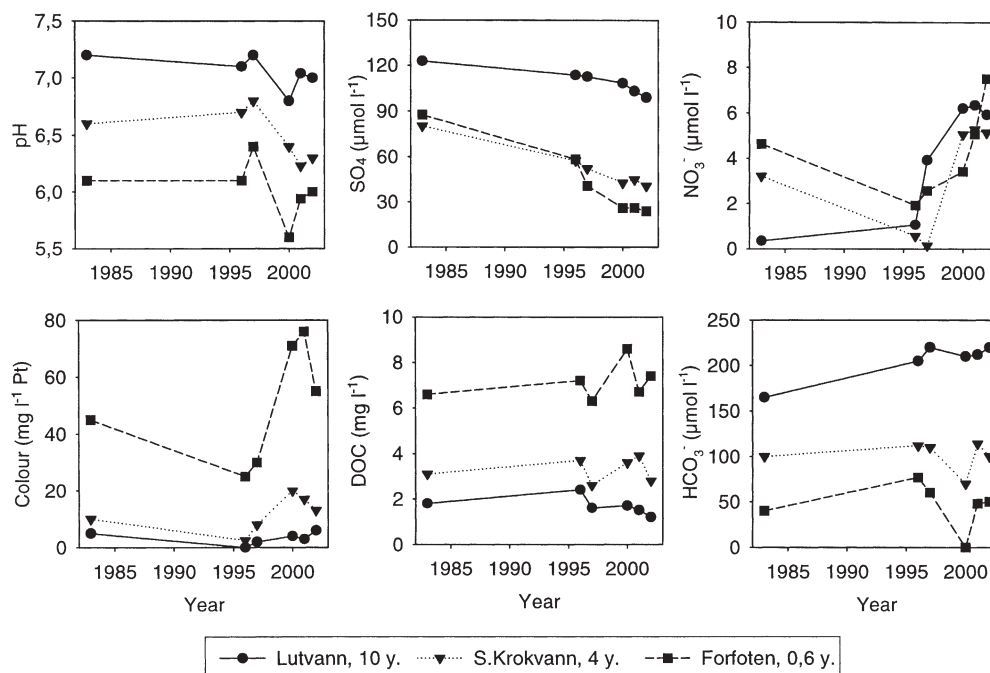 7,5
7,0
6,5
6,0
5,5
pH
1985 1990 1995 2000
150
120
90
60
30
0
SO₄ (µmol l⁻¹)
1985 1990 1995 2000
10
8
6
4
2
0
NO₃⁻ (µmol l⁻¹)
1985 1990 1995 2000
80
60
40
20
0
Colour (mg l⁻¹ Pt)
1985 1990 1995 2000
Year
10
8
6
4
2
0
DOC (mg l⁻¹)
1985 1990 1995 2000
Year
250
200
150
100
50
0
HCO₃⁻ (µmol l⁻¹)
1985 1990 1995 2000
Year
Lutvann, 10 y. S.Krokvann, 4 y. Forfoten, 0,6 y.